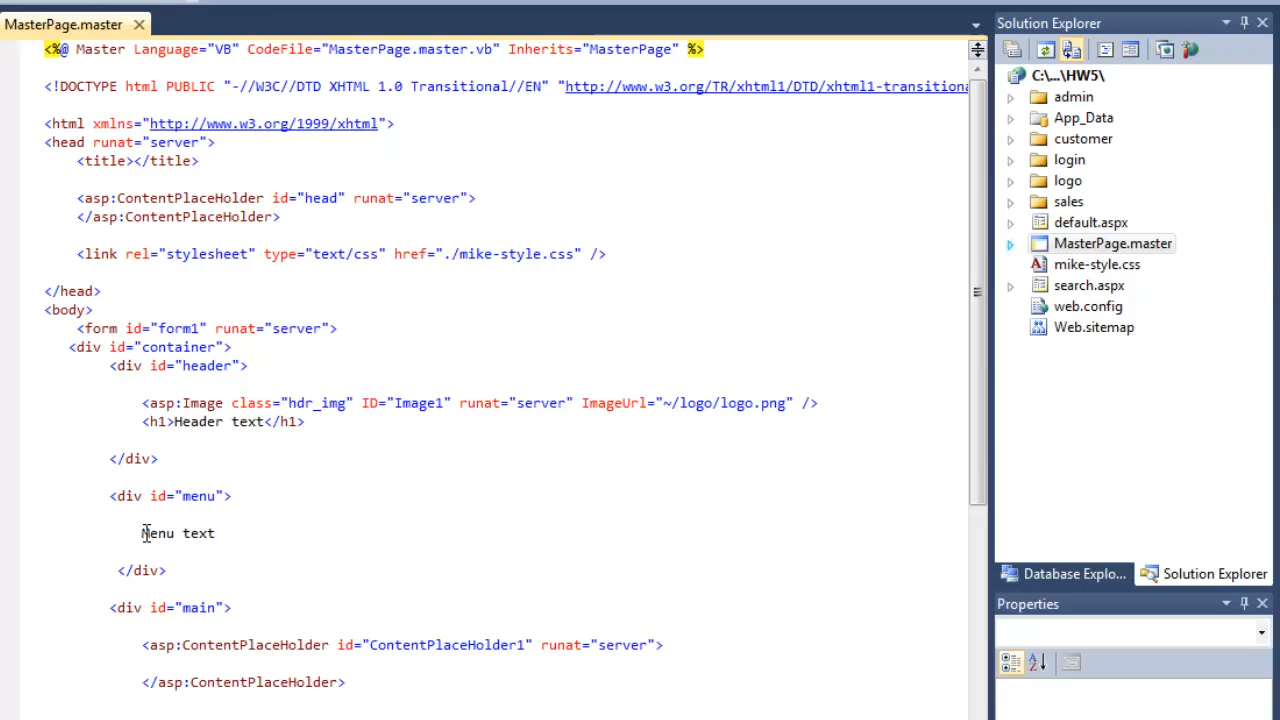 MasterPage.master
<%@ Master Language="VB" CodeFile="MasterPage.master.vb" Inherits="MasterPage" %>
<!DOCTYPE html PUBLIC "-//W3C//DTD XHTML 1.0 Transitional//EN" "http://www.w3.org/TR/xhtml1/DTD/xhtml1-transitiona
<html xmlns="http://www.w3.org/1999/xhtml">
<head runat="server">
<title></title>
<asp:ContentPlaceHolder id="head" runat="server">
</asp:ContentPlaceHolder>
<link rel="stylesheet" type="text/css" href="./mike-style.css" />
</head>
<body>
<form id="form1" runat="server">
<div id="container">
<div id="header">
<asp:Image class="hdr_img" ID="Image1" runat="server" ImageUrl="~/logo/logo.png" />
<h1>Header text</h1>
</div>
<div id="menu">
Menu text
</div>
<div id="main">
<asp:ContentPlaceHolder id="ContentPlaceHolder1" runat="server">
</asp:ContentPlaceHolder>
Solution Explorer
C:\...\HW5\
admin
App_Data
customer
login
logo
sales
default.aspx
MasterPage.master
mike-style.css
search.aspx
web.config
Web.sitemap
Database Explo...
Solution Explorer
Properties